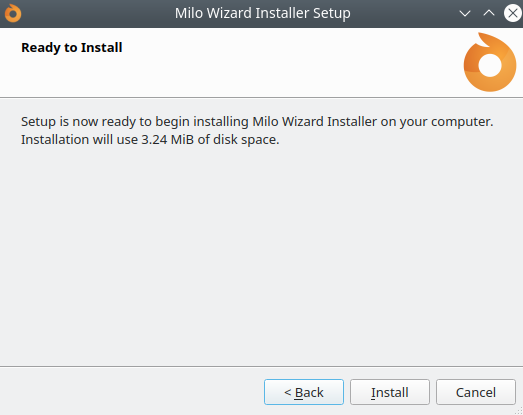 Milo Wizard Installer Setup
Ready to Install
Setup is now ready to begin installing Milo Wizard Installer on your computer.
Installation will use 3.24 MiB of disk space.
< Back
Install
Cancel